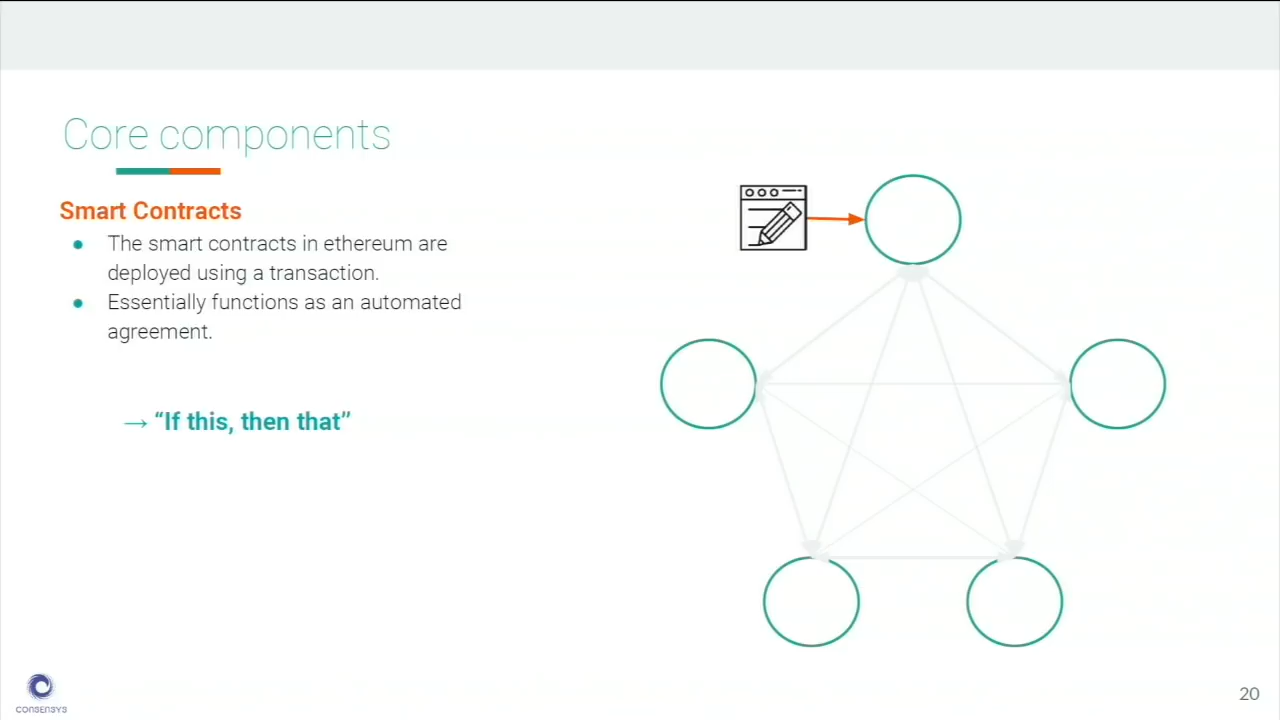 Core components
Smart Contracts
● The smart contracts in ethereum are
deployed using a transaction.
● Essentially functions as an automated
agreement.
→ “If this, then that”
CONSENSYS
20